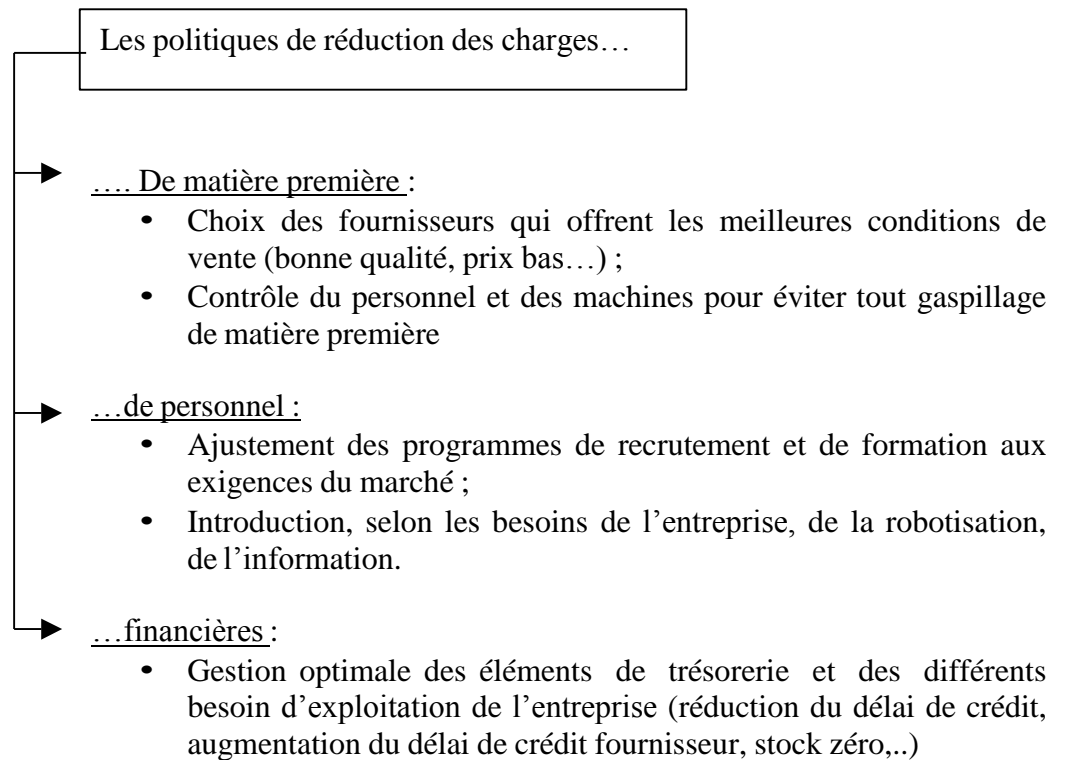 Les politiques de réduction des charges…
…. De matière première :
• Choix des fournisseurs qui offrent les meilleures conditions de
vente (bonne qualité, prix bas…) ;
• Contrôle du personnel et des machines pour éviter tout gaspillage
de matière première
…de personnel :
• Ajustement des programmes de recrutement et de formation aux
exigences du marché ;
• Introduction, selon les besoins de l’entreprise, de la robotisation,
de l’information.
…financières :
• Gestion optimale des éléments de trésorerie et des différents
besoin d’exploitation de l’entreprise (réduction du délai de crédit,
augmentation du délai de crédit fournisseur, stock zéro,..)